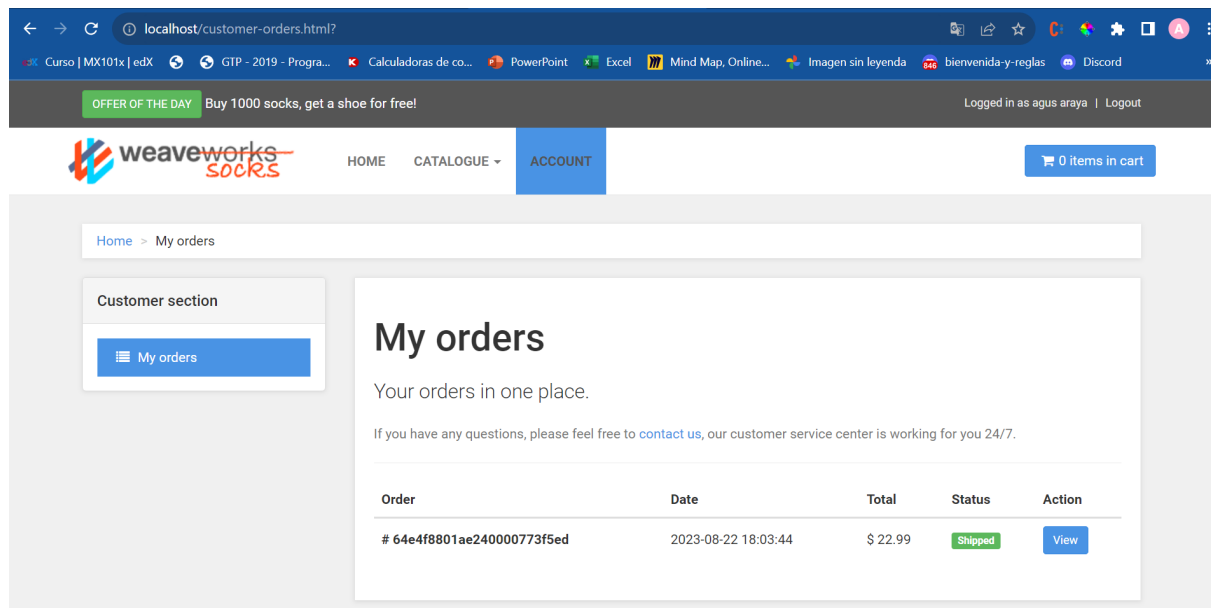 localhost/customer-orders.html?
Curso | MX101x | edX GTP - 2019 - Progra... Calculadoras de co... PowerPoint Excel Mind Map, Online... Imagen sin leyenda 846 bienvenida-y-reglas Discord »
OFFER OF THE DAY Buy 1000 socks, get a shoe for free! Logged in as agus araya | Logout
weaveworks
socks
HOME CATALOGUE ACCOUNT 0 items in cart
Home > My orders
Customer section
My orders
My orders
Your orders in one place.
If you have any questions, please feel free to contact us, our customer service center is working for you 24/7.
Order Date Total Status Action
# 64e4f8801ae240000773f5ed 2023-08-22 18:03:44 $ 22.99 Shipped View